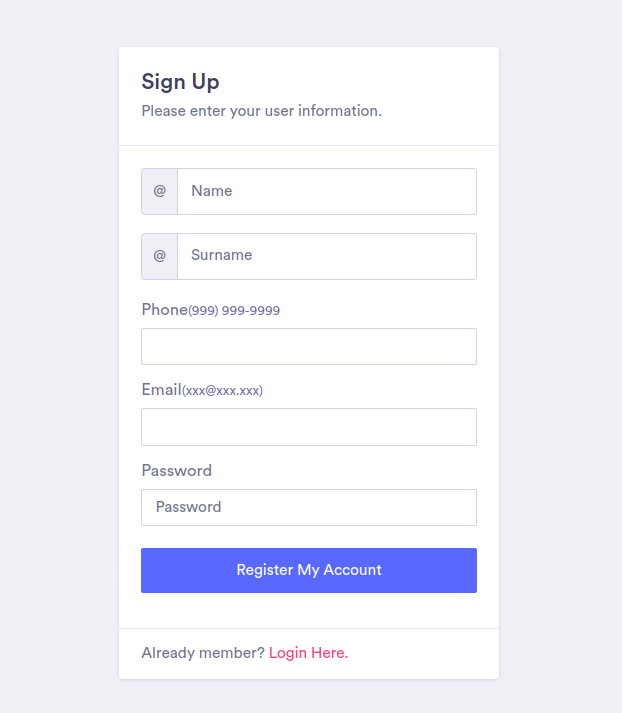 Sign Up
Please enter your user information.
@ Name
@ Surname
Phone(999) 999-9999
Email(xxx@xxx.xxx)
Password
Password
Register My Account
Already member? Login Here.